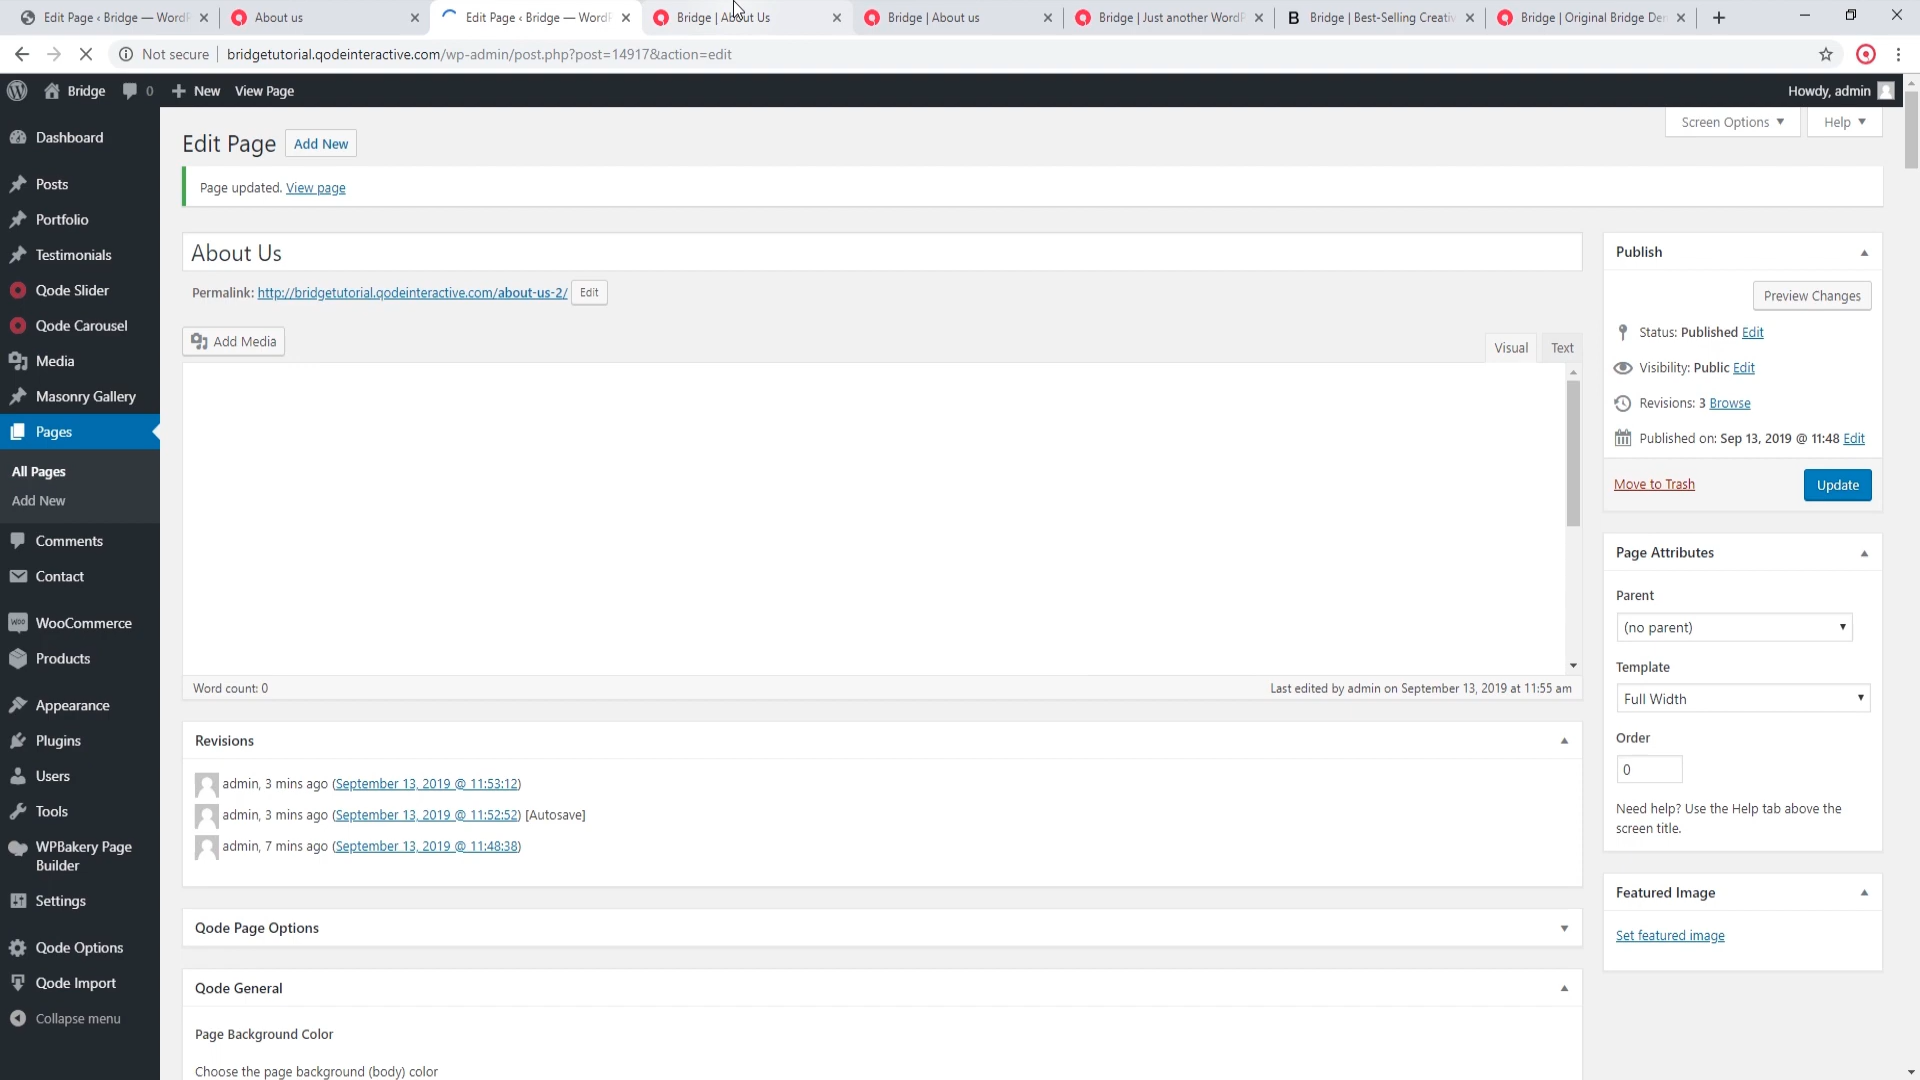 Edit Page ‹ Bridge — WordP
About us
Edit Page ‹ Bridge — WordP
Bridge | About Us
Bridge | About us
Bridge | Just another WordP
B Bridge | Best-Selling Creativ
Bridge | Original Bridge De
Not secure | bridgetutorial.qodeinteractive.com/wp-admin/post.php?post=14917&action=edit
Bridge 0 New View Page Howdy, admin
Screen Options Help
Dashboard
Posts
Portfolio
Testimonials
Qode Slider
Qode Carousel
Media
Masonry Gallery
Pages
All Pages
Add New
Comments
Contact
WooCommerce
Products
Appearance
Plugins
Users
Tools
WPBakery Page
Builder
Settings
Qode Options
Qode Import
Collapse menu
Edit Page Add New
Page updated. View page
About Us
Permalink: http://bridgetutorial.qodeinteractive.com/about-us-2/ Edit
Add Media
Visual Text
Word count: 0 Last edited by admin on September 13, 2019 at 11:55 am
Revisions
admin, 3 mins ago (September 13, 2019 @ 11:53:12)
admin, 3 mins ago (September 13, 2019 @ 11:52:52) [Autosave]
admin, 7 mins ago (September 13, 2019 @ 11:48:38)
Qode Page Options
Qode General
Page Background Color
Choose the page background (body) color
Publish
Preview Changes
Status: Published Edit
Visibility: Public Edit
Revisions: 3 Browse
Published on: Sep 13, 2019 @ 11:48 Edit
Move to Trash Update
Page Attributes
Parent
(no parent)
Template
Full Width
Order
0
Need help? Use the Help tab above the
screen title.
Featured Image
Set featured image